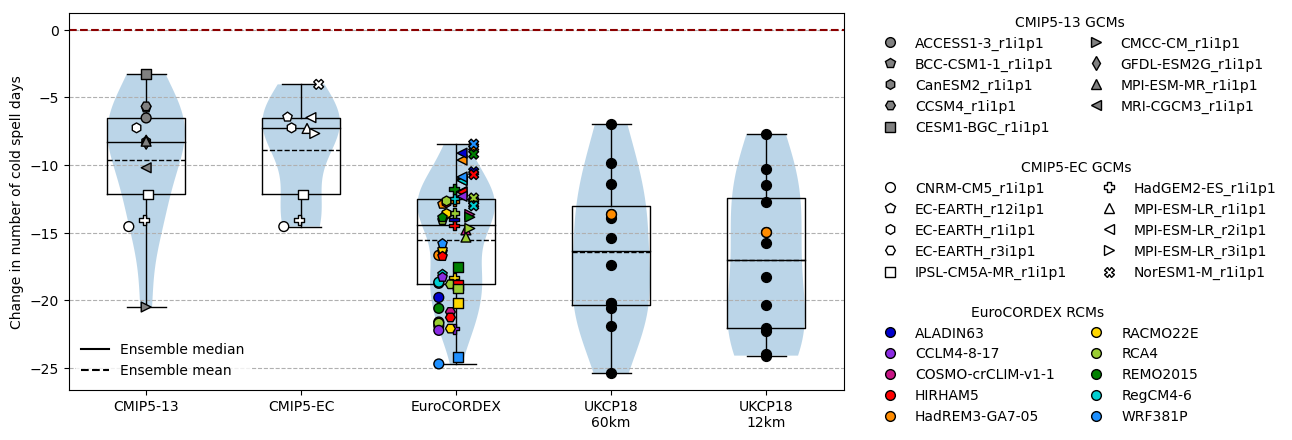 Change in number of cold spell days
0
−5
−10
−15
−20
−25
Ensemble median
Ensemble mean
CMIP5-13
CMIP5-EC
EuroCORDEX
UKCP18
60km
UKCP18
12km
CMIP5-13 GCMs
ACCESS1-3_r1i1p1
BCC-CSM1-1_r1i1p1
CanESM2_r1i1p1
CCSM4_r1i1p1
CESM1-BGC_r1i1p1
CMCC-CM_r1i1p1
GFDL-ESM2G_r1i1p1
MPI-ESM-MR_r1i1p1
MRI-CGCM3_r1i1p1
CMIP5-EC GCMs
CNRM-CM5_r1i1p1
EC-EARTH_r12i1p1
EC-EARTH_r1i1p1
EC-EARTH_r3i1p1
IPSL-CM5A-MR_r1i1p1
HadGEM2-ES_r1i1p1
MPI-ESM-LR_r1i1p1
MPI-ESM-LR_r2i1p1
MPI-ESM-LR_r3i1p1
NorESM1-M_r1i1p1
EuroCORDEX RCMs
ALADIN63
CCLM4-8-17
COSMO-crCLIM-v1-1
HIRHAM5
HadREM3-GA7-05
RACMO22E
RCA4
REMO2015
RegCM4-6
WRF381P